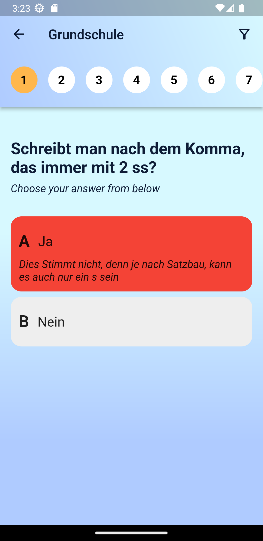 3:23
Grundschule
1 2 3 4 5 6 7
Schreibt man nach dem Komma,
das immer mit 2 ss?
Choose your answer from below
A Ja
Dies Stimmt nicht, denn je nach Satzbau, kann
es auch nur ein s sein
B Nein